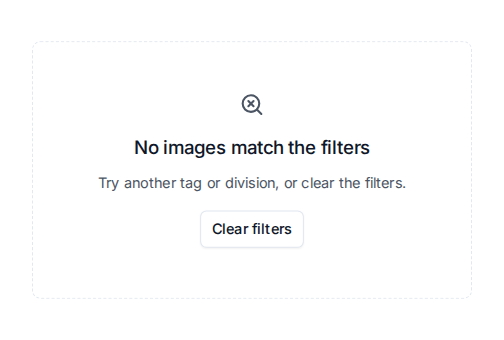 No images match the filters
Try another tag or division, or clear the filters.
Clear filters